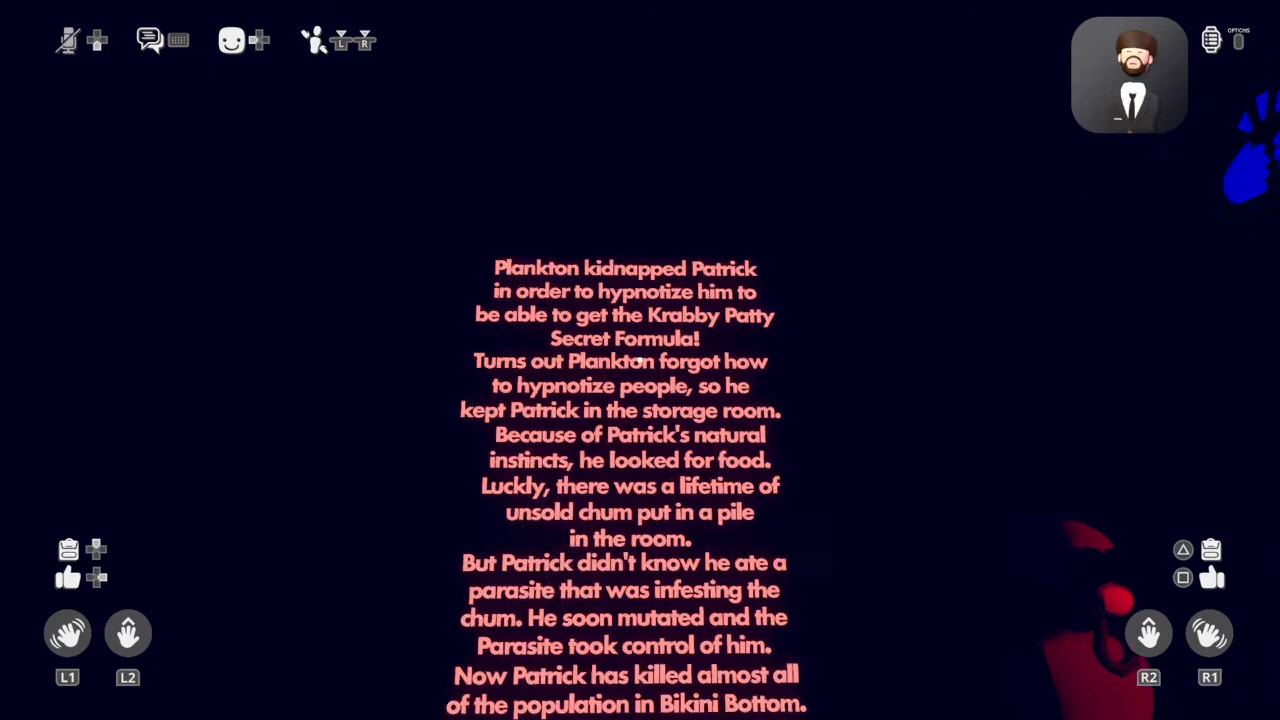 OPTIONS
Plankton kidnapped Patrick
in order to hypnotize him to
be able to get the Krabby Patty
Secret Formula!
Turns out Plankton forgot how
to hypnotize people, so he
kept Patrick in the storage room.
Because of Patrick's natural
instincts, he looked for food.
Luckly, there was a lifetime of
unsold chum put in a pile
in the room.
But Patrick didn't know he ate a
parasite that was infesting the
chum. He soon mutated and the
Parasite took control of him.
Now Patrick has killed almost all
of the population in Bikini Bottom.
L R
L1 L2
R2 R1